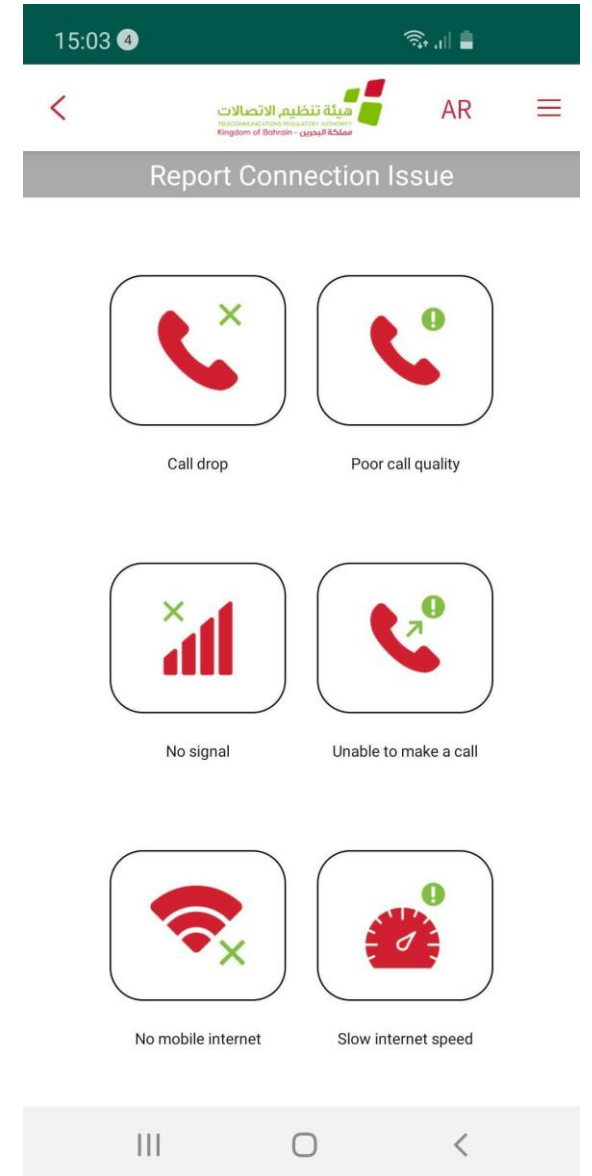 15:03 4
هيئة تنظيم الاتصالات
TELECOMMUNICATIONS REGULATORY AUTHORITY
Kingdom of Bahrain - مملكة البحرين
AR
Report Connection Issue
Call drop
Poor call quality
No signal
Unable to make a call
No mobile internet
Slow internet speed